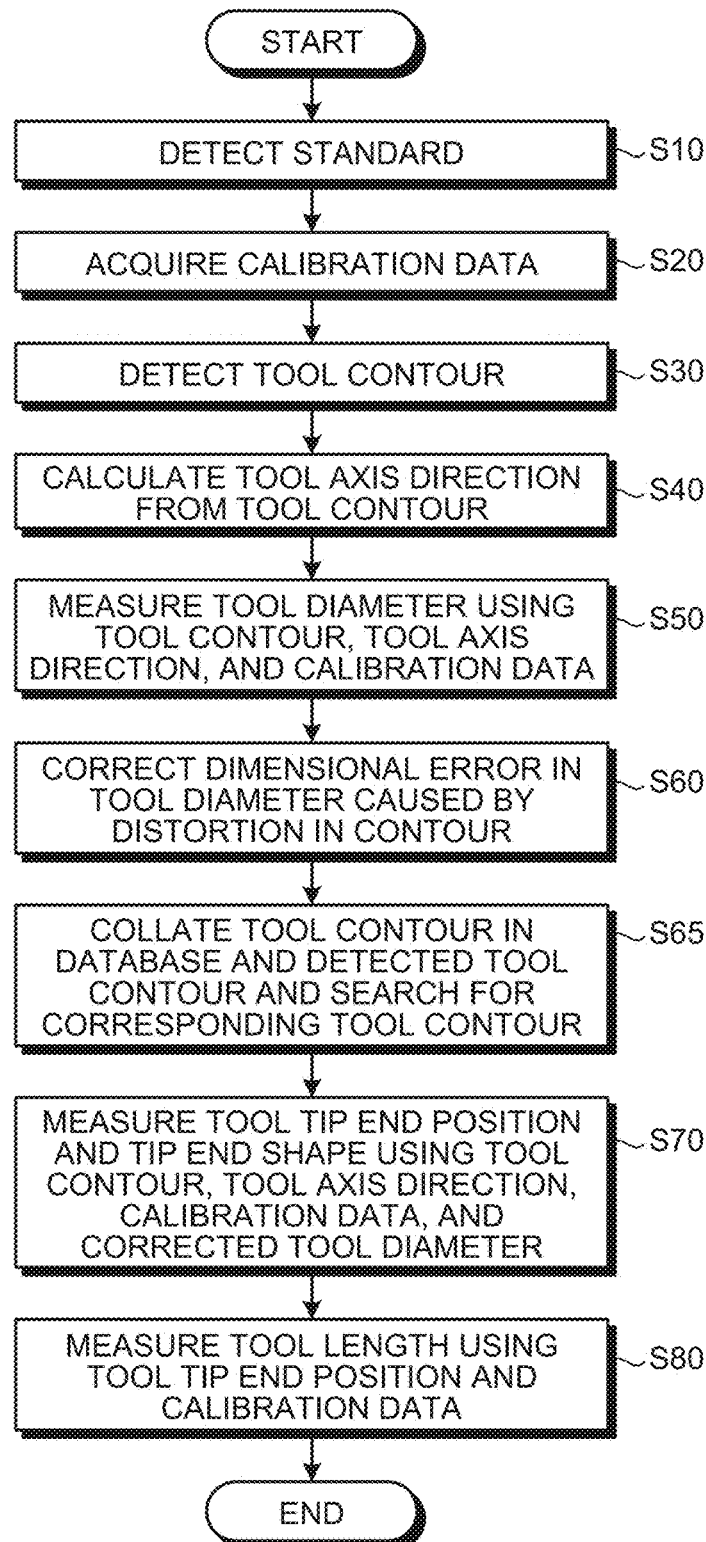 START
DETECT STANDARD
S10
ACQUIRE CALIBRATION DATA
S20
DETECT TOOL CONTOUR
S30
CALCULATE TOOL AXIS DIRECTION
FROM TOOL CONTOUR
S40
MEASURE TOOL DIAMETER USING
TOOL CONTOUR, TOOL AXIS
DIRECTION, AND CALIBRATION DATA
S50
CORRECT DIMENSIONAL ERROR IN
TOOL DIAMETER CAUSED BY
DISTORTION IN CONTOUR
S60
COLLATE TOOL CONTOUR IN
DATABASE AND DETECTED TOOL
CONTOUR AND SEARCH FOR
CORRESPONDING TOOL CONTOUR
S65
MEASURE TOOL TIP END POSITION
AND TIP END SHAPE USING TOOL
CONTOUR, TOOL AXIS DIRECTION,
CALIBRATION DATA, AND
CORRECTED TOOL DIAMETER
S70
MEASURE TOOL LENGTH USING
TOOL TIP END POSITION AND
CALIBRATION DATA
S80
END